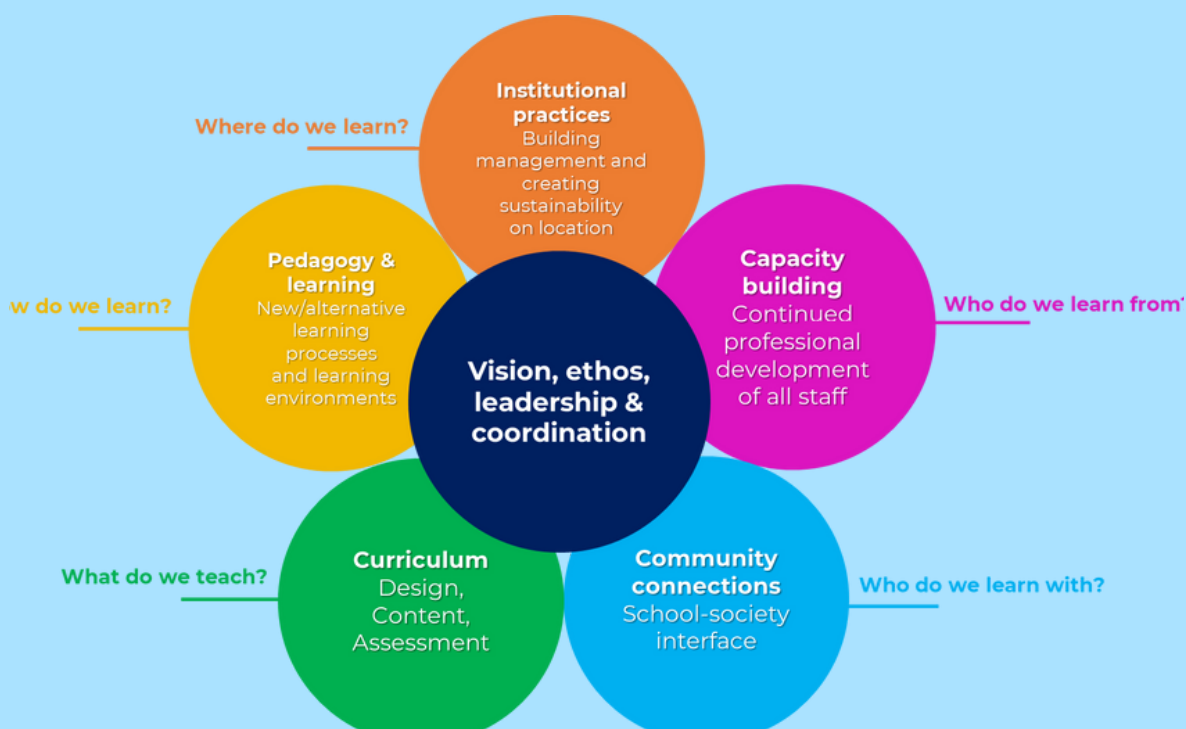 Institutional
practices
Building
management and
creating
sustainability
on location
Where do we learn?
Pedagogy &
learning
New/alternative
learning
processes
and learning
environments
w do we learn?
Capacity
building
Continued
professional
development
of all staff
Who do we learn from?
Vision, ethos,
leadership &
coordination
Curriculum
Design,
Content,
Assessment
What do we teach?
Community
connections
School-society
interface
Who do we learn with?